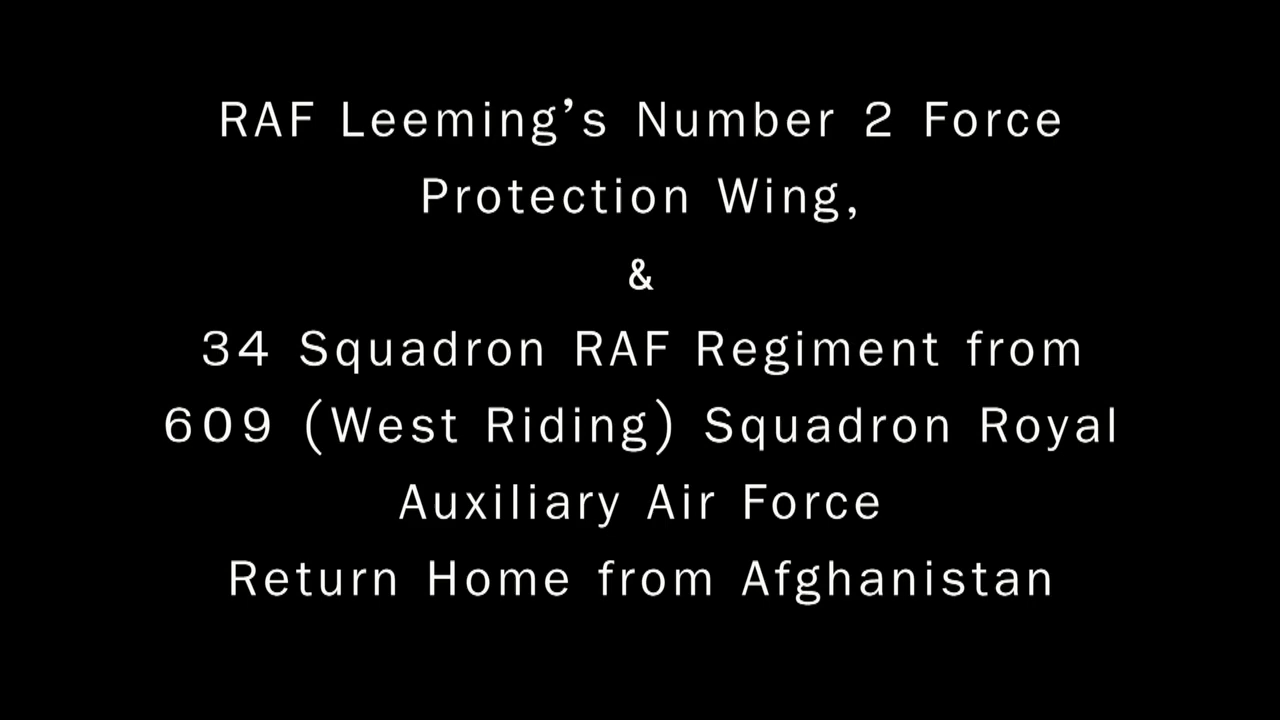 RAF Leeming’s Number 2 Force
Protection Wing,
&
34 Squadron RAF Regiment from
609 (West Riding) Squadron Royal
Auxiliary Air Force
Return Home from Afghanistan